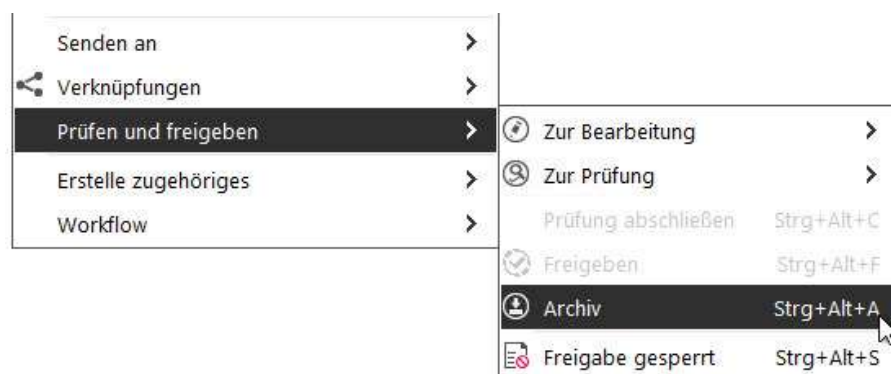 Senden an
Verknüpfungen
Prüfen und freigeben
Erstelle zugehöriges
Workflow
Zur Bearbeitung
Zur Prüfung
Prüfung abschließen Strg+Alt+C
Freigeben Strg+Alt+F
Archiv Strg+Alt+A
Freigabe gesperrt Strg+Alt+S